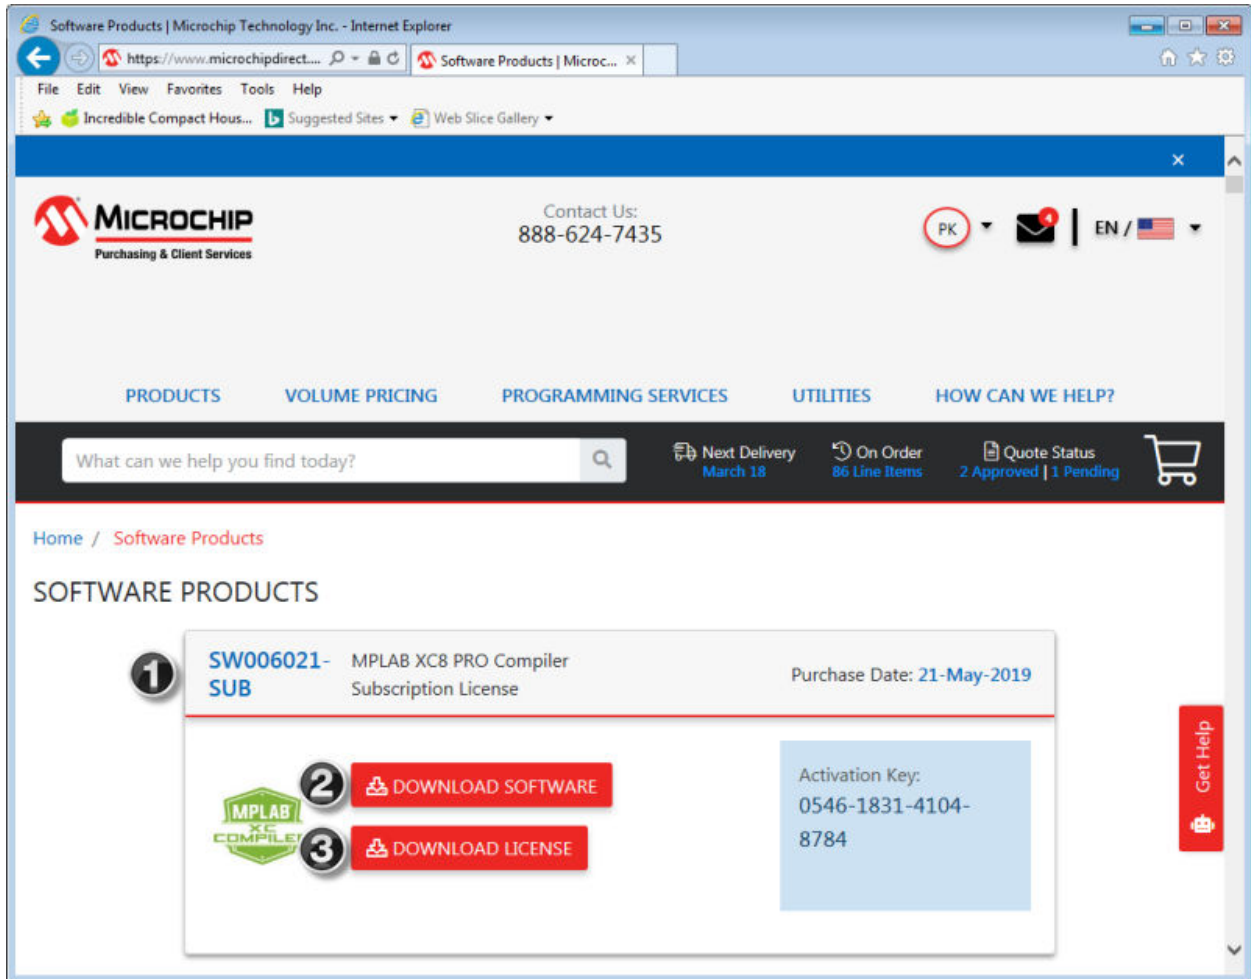 Software Products | Microchip Technology Inc. - Internet Explorer
https://www.microchipdirect.... Software Products | Microc...
File Edit View Favorites Tools Help
Incredible Compact Hous... Suggested Sites Web Slice Gallery
MICROCHIP
Purchasing & Client Services
Contact Us:
888-624-7435
PK 4 EN /
PRODUCTS VOLUME PRICING PROGRAMMING SERVICES UTILITIES HOW CAN WE HELP?
What can we help you find today?
Next Delivery On Order Quote Status
March 18 86 Line Items 2 Approved | 1 Pending
Home / Software Products
SOFTWARE PRODUCTS
1 SW006021-SUB MPLAB XC8 PRO Compiler
Subscription License
Purchase Date: 21-May-2019
MPLAB
XC
COMPILER
2 DOWNLOAD SOFTWARE
3 DOWNLOAD LICENSE
Activation Key:
0546-1831-4104-
8784
Get Help